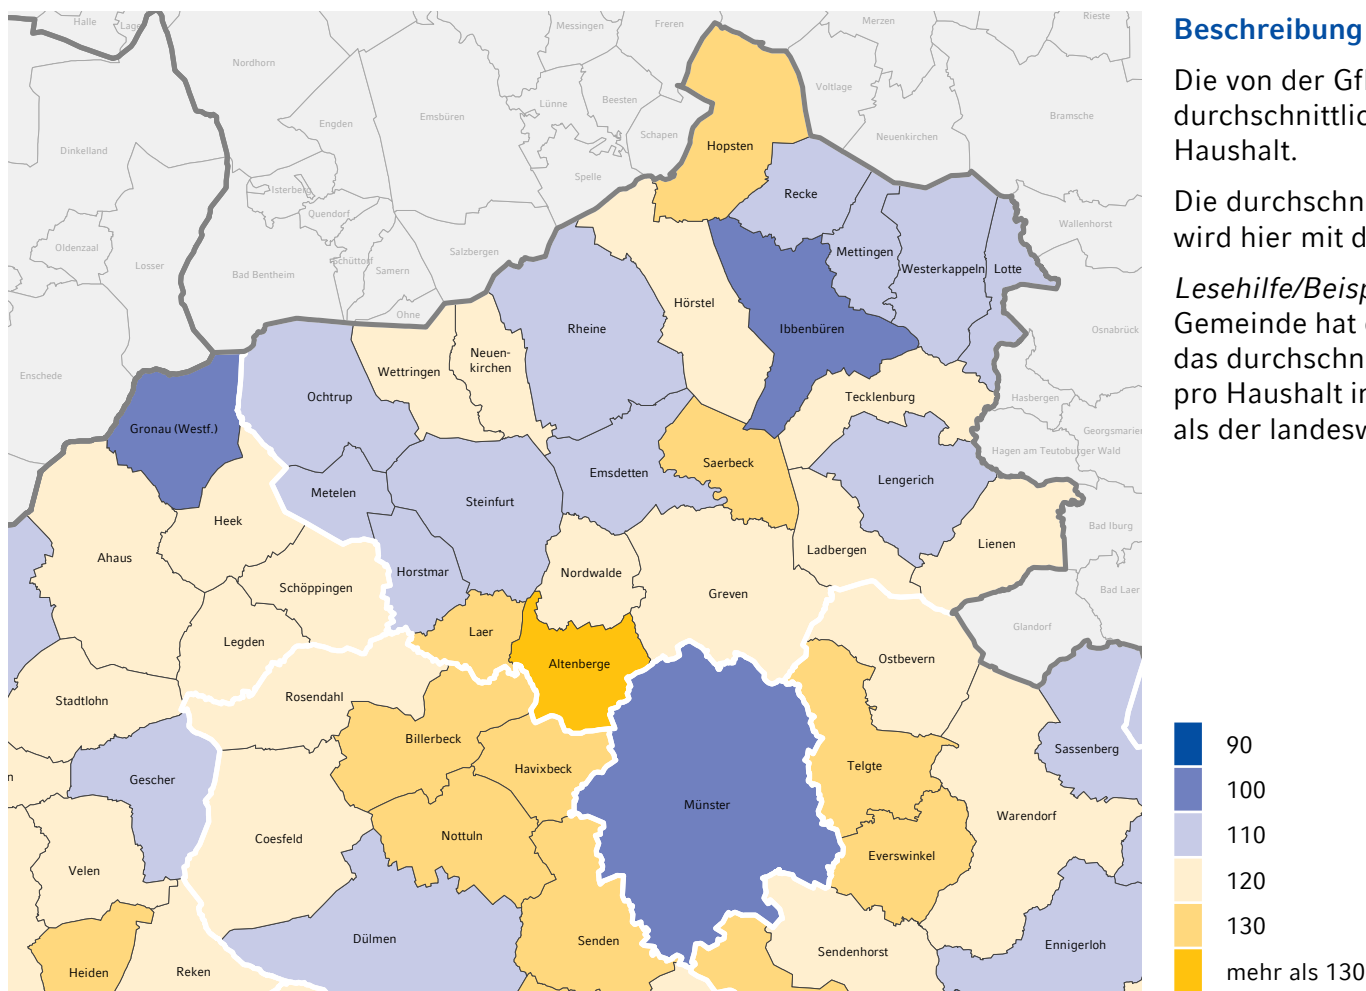 Beschreibung
Die von der Gf
durchschnittlic
Haushalt.
Die durchschn
wird hier mit d
Lesehilfe/Beisp
Gemeinde hat
das durchschn
pro Haushalt i
als der landesw
90
100
110
120
130
mehr als 130
Halle
Lage
Messingen
Freren
Merzen
Rieste
Nordhorn
Voltlage
Lünne
Beesten
Emsbüren
Engden
Schapen
Bramsche
Neuenkirchen
Dinkelland
Hopsten
Spelle
Isterberg
Recke
Quendorf
Wallenhorst
Oldenzaal
Salzbergen
Mettingen
Losser
Schüttorf
Bad Bentheim
Samern
Westerkappeln
Lotte
Hörstel
Ohne
Rheine
Ibbenbüren
Osnabrück
Neuen-
kirchen
Wettringen
Enschede
Ochtrup
Tecklenburg
Hasbergen
Gronau (Westf.)
Georgsmarie
Hagen am Teutoburger Wald
Saerbeck
Emsdetten
Lengerich
Metelen
Steinfurt
Heek
Bad Iburg
Lienen
Ladbergen
Ahaus
Horstmar
Nordwalde
Schöppingen
Greven
Bad Laer
Glandorf
Laer
Legden
Ostbevern
Altenberge
Rosendahl
Stadtlohn
Billerbeck
Sassenberg
Telgte
Havixbeck
n
Gescher
Münster
Warendorf
Nottuln
Coesfeld
Everswinkel
Velen
Dülmen
Senden
Ennigerloh
Sendenhorst
Heiden
Reken